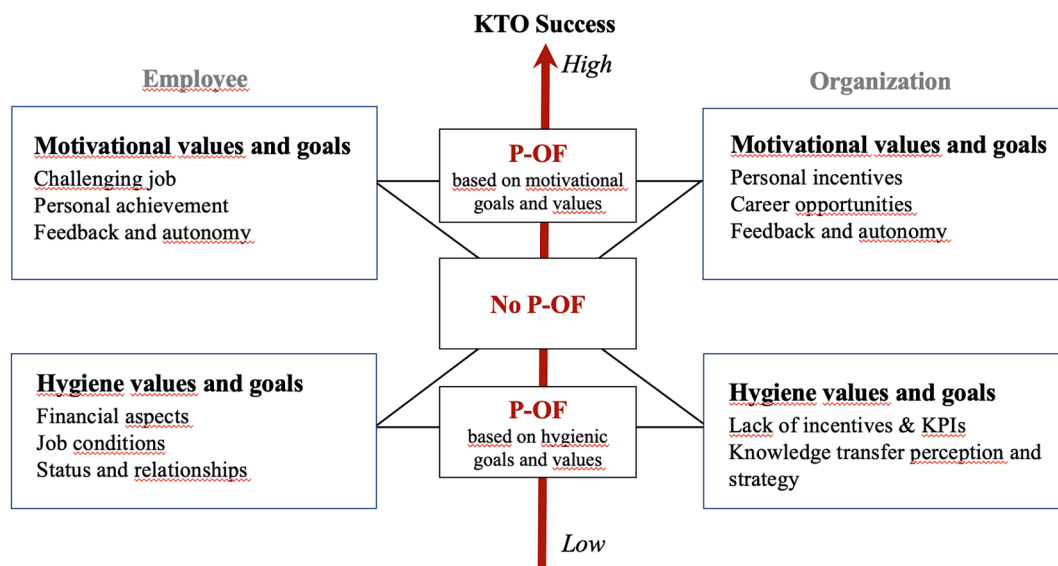 KTO Success
High
Employee
Organization
Motivational values and goals
Challenging job
Personal achievement
Feedback and autonomy
P-OF
based on motivational
goals and values
Motivational values and goals
Personal incentives
Career opportunities
Feedback and autonomy
No P-OF
Hygiene values and goals
Financial aspects
Job conditions
Status and relationships
P-OF
based on hygienic
goals and values
Hygiene values and goals
Lack of incentives & KPIs
Knowledge transfer perception and
strategy
Low